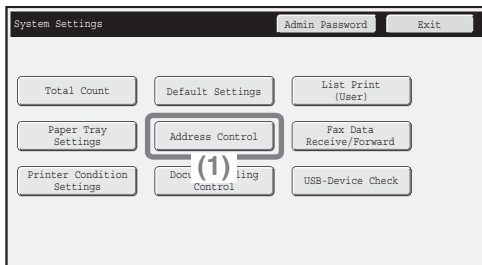 System Settings
Admin Password
Exit
Total Count
Default Settings
List Print
(User)
Paper Tray
Settings
Address Control
Fax Data
Receive/Forward
Printer Condition
Settings
(1)
Control
USB-Device Check